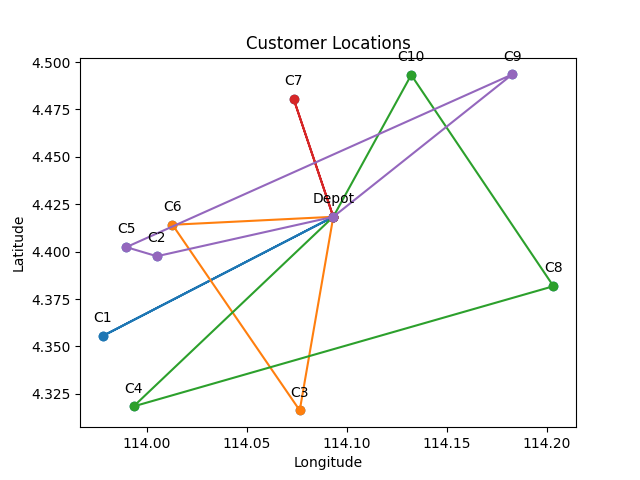 Customer Locations
4.500
C10
C9
4.475
C7
4.450
4.425
C6
Depot
4.400
C5
C2
4.375
C8
4.350
C1
4.325
C4
C3
114.00
114.05
114.10
114.15
114.20
Longitude
Latitude